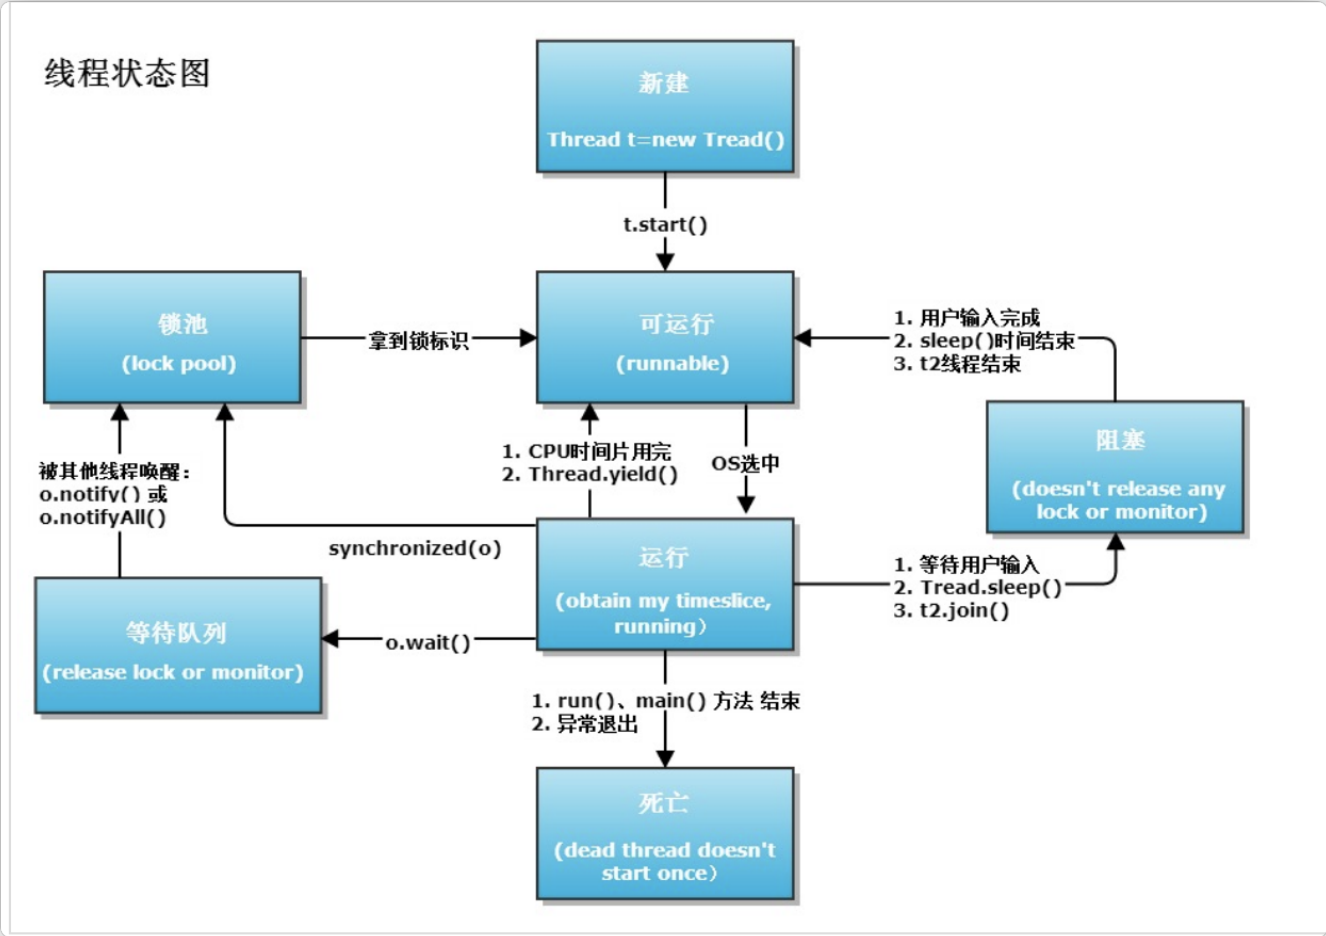 线程状态图
新建
Thread t=new Tread()
t.start()
锁池
(lock pool)
拿到锁标识
可运行
(runnable)
1. 用户输入完成
2. sleep()时间结束
3. t2线程结束
阻塞
(doesn't release any
lock or monitor)
被其他线程唤醒：
o.notify() 或
o.notifyAll()
1. CPU时间片用完
2. Thread.yield()
OS选中
synchronized(o)
运行
(obtain my timeslice,
running）
1. 等待用户输入
2. Tread.sleep()
3. t2.join()
等待队列
(release lock or monitor)
o.wait()
1. run()、main() 方法 结束
2. 异常退出
死亡
(dead thread doesn't
start once）